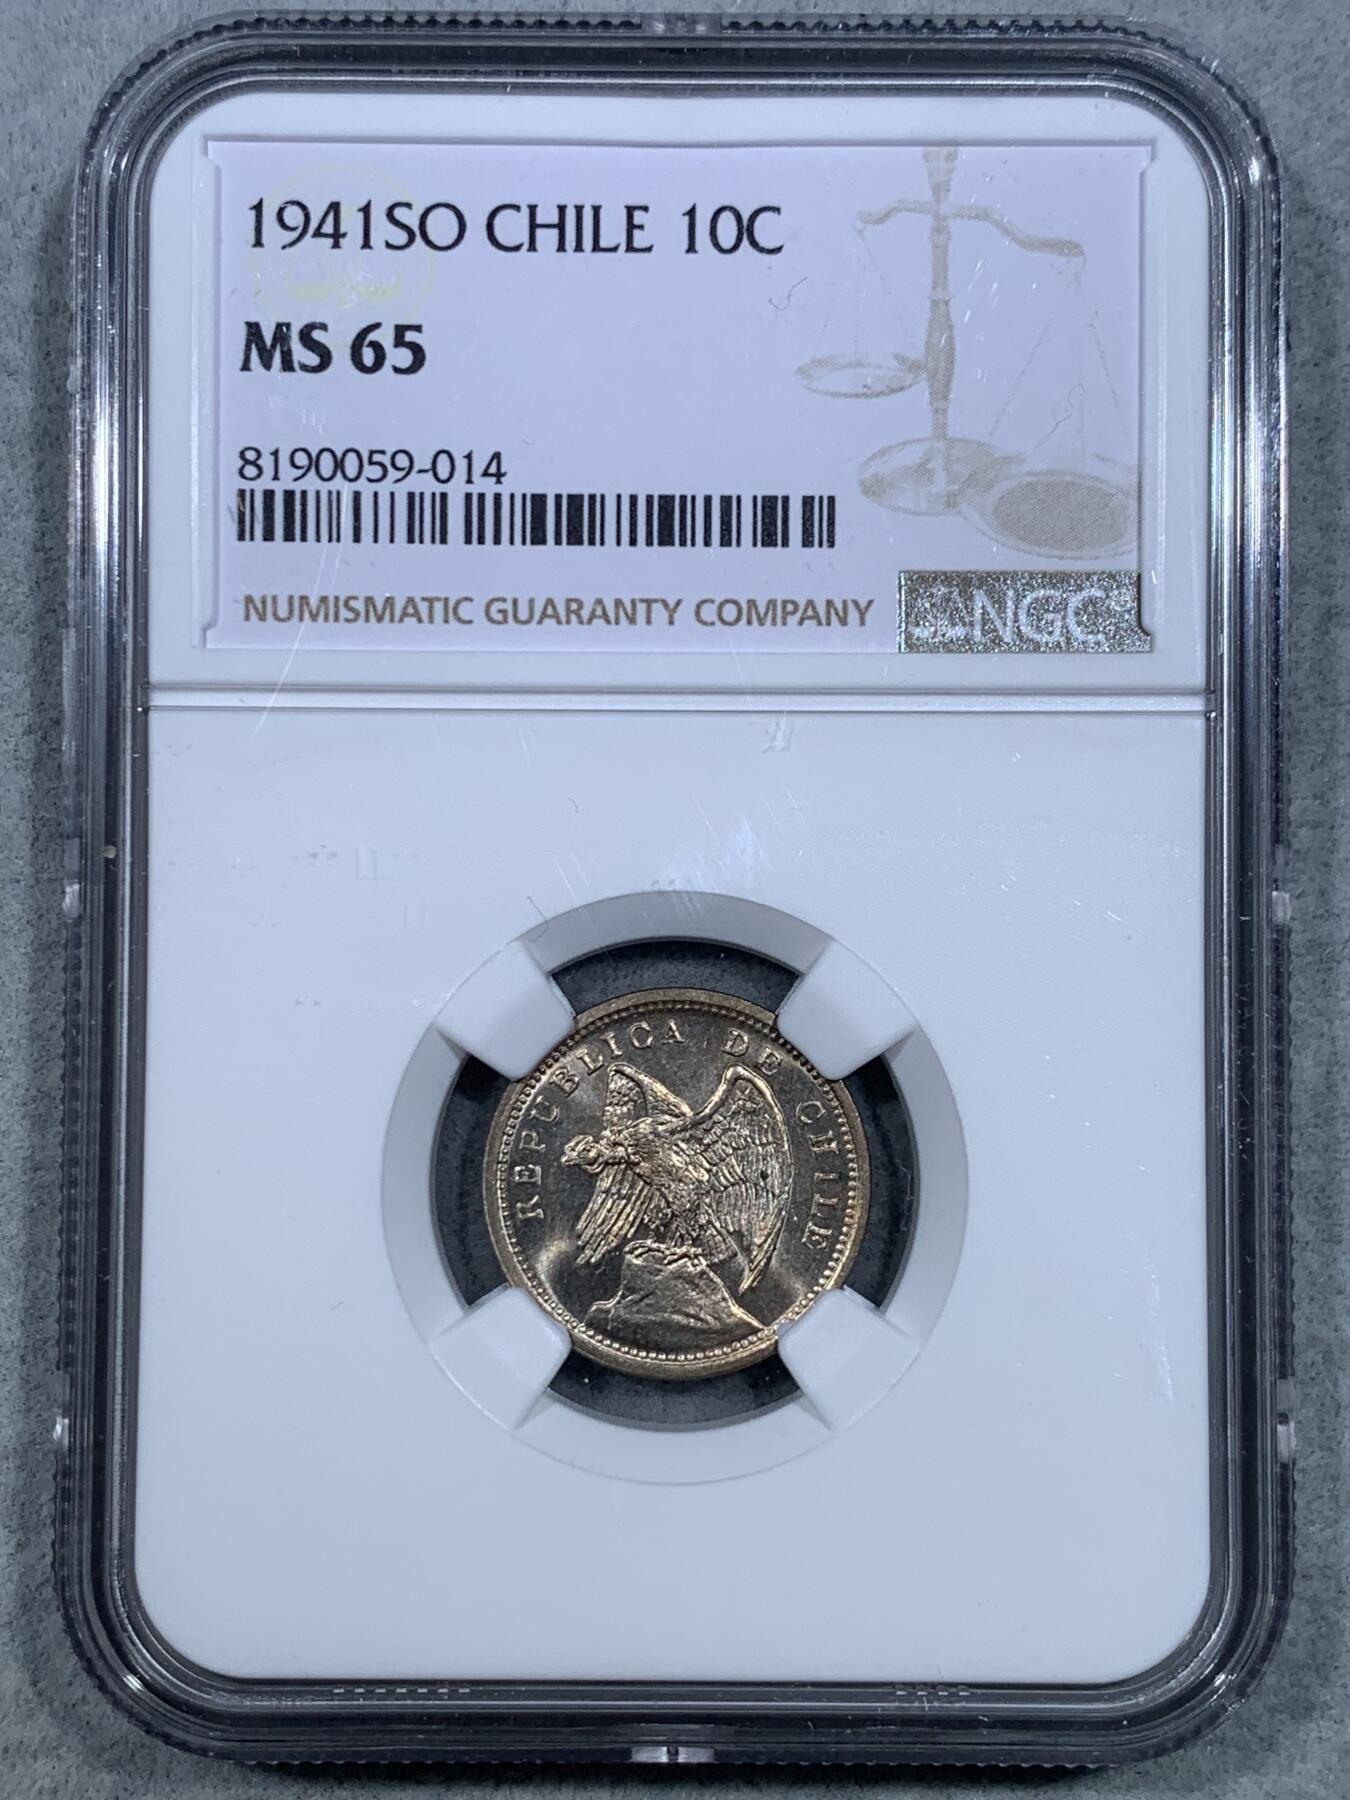 1941SO CHILE 10C
MS 65
8190059-014
NUMISMATIC GUARANTY COMPANY
NGC
REPUBLICA DE CHILE